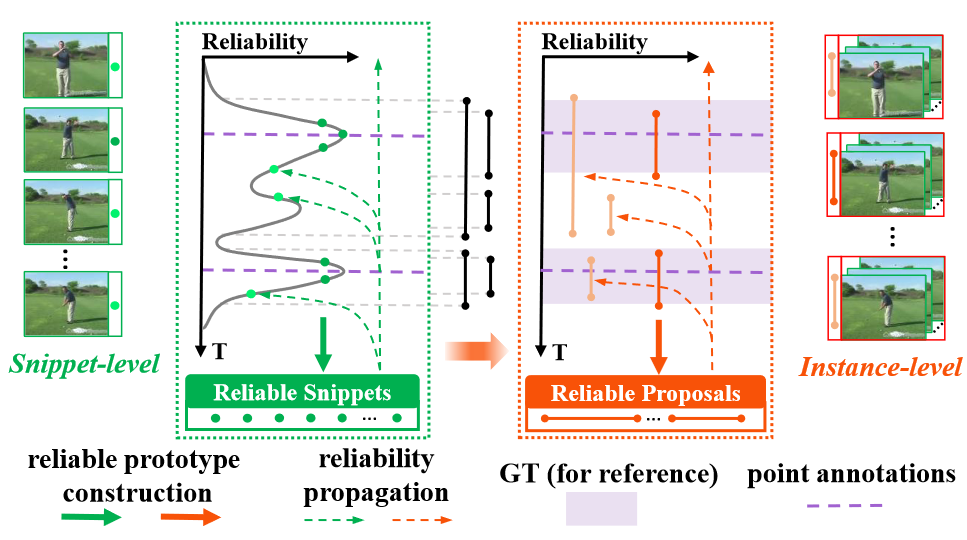 Reliability
Reliability
T
T
Snippet-level
Instance-level
Reliable Snippets
Reliable Proposals
...
...
reliable prototype
construction
reliability
propagation
GT (for reference)
point annotations